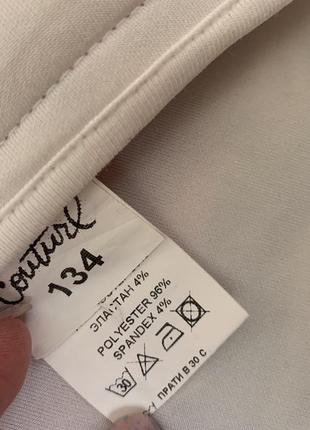 Couture
134
ЭЛАСТАН 4%
POLYESTER 96%
SPANDEX 4%
30
ПРАТИ В 30 С